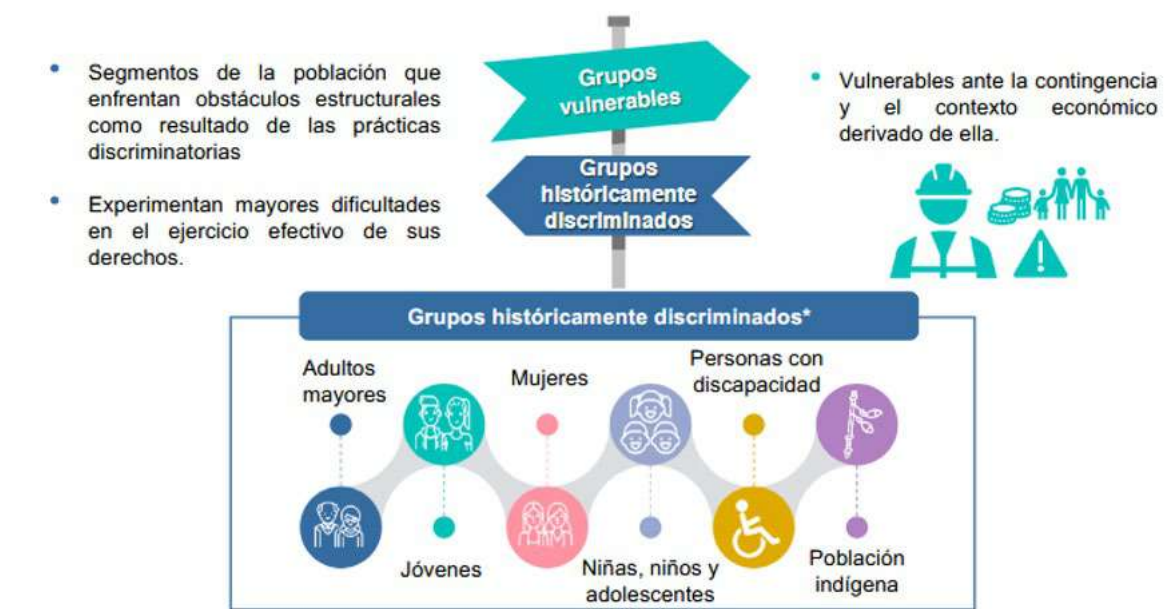 Segmentos de la población que
enfrentan obstáculos estructurales
como resultado de las prácticas
discriminatorias
Experimentan mayores dificultades
en el ejercicio efectivo de sus
derechos.
Grupos
vulnerables
Grupos
históricamente
discriminados
Vulnerables ante la contingencia
y el contexto económico
derivado de ella.
Grupos históricamente discriminados*
Adultos
mayores
Jóvenes
Mujeres
Niñas, niños y
adolescentes
Personas con
discapacidad
Población
indígena